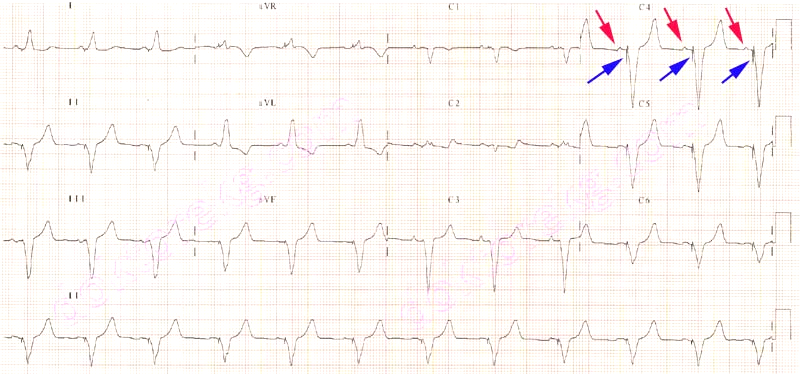 I aVR C1 C4
II aVL C2 C5
III aVF C3 C6
II